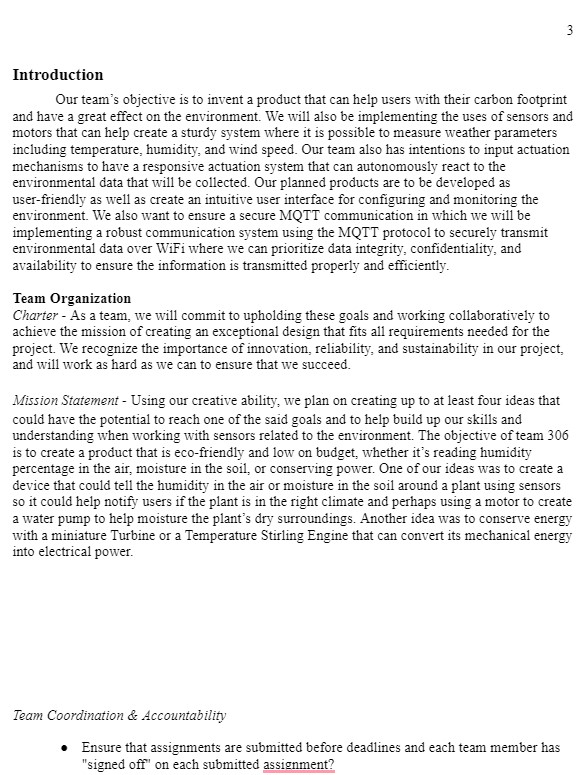 3
Introduction
Our team's objective is to invent a product that can help users with their carbon footprint
and have a great effect on the environment. We will also be implementing the uses of sensors and
motors that can help create a sturdy system where it is possible to measure weather parameters
including temperature, humidity, and wind speed. Our team also has intentions to input actuation
mechanisms to have a responsive actuation system that can autonomously react to the
environmental data that will be collected. Our planned products are to be developed as
user-friendly as well as create an intuitive user interface for configuring and monitoring the
environment. We also want to ensure a secure MQTT communication in which we will be
implementing a robust communication system using the MQTT protocol to securely transmit
environmental data over WiFi where we can prioritize data integrity, confidentiality, and
availability to ensure the information is transmitted properly and efficiently.
Team Organization
Charter - As a team, we will commit to upholding these goals and working collaboratively to
achieve the mission of creating an exceptional design that fits all requirements needed for the
project. We recognize the importance of innovation, reliability, and sustainability in our project,
and will work as hard as we can to ensure that we succeed.
Mission Statement - Using our creative ability, we plan on creating up to at least four ideas that
could have the potential to reach one of the said goals and to help build up our skills and
understanding when working with sensors related to the environment. The objective of team 306
is to create a product that is eco-friendly and low on budget, whether it's reading humidity
percentage in the air, moisture in the soil, or conserving power. One of our ideas was to create a
device that could tell the humidity in the air or moisture in the soil around a plant using sensors
so it could help notify users if the plant is in the right climate and perhaps using a motor to create
a water pump to help moisture the plant's dry surroundings. Another idea was to conserve energy
with a miniature Turbine or a Temperature Stirling Engine that can convert its mechanical energy
into electrical power.
Team Coordination & Accountability
● Ensure that assignments are submitted before deadlines and each team member has
"signed off" on each submitted assignment?